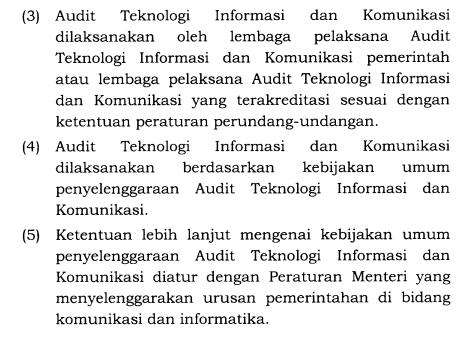 (3) Audit Teknologi Informasi dan Komunikasi
dilaksanakan oleh lembaga pelaksana Audit
Teknologi Informasi dan Komunikasi pemerintah
atau lembaga pelaksana Audit Teknologi Informasi
dan Komunikasi yang terakreditasi sesuai dengan
ketentuan peraturan perundang-undangan.
(4) Audit Teknologi Informasi dan Komunikasi
dilaksanakan berdasarkan kebijakan umum
penyelenggaraan Audit Teknologi Informasi dan
Komunikasi.
(5) Ketentuan lebih lanjut mengenai kebijakan umum
penyelenggaraan Audit Teknologi Informasi dan
Komunikasi diatur dengan Peraturan Menteri yang
menyelenggarakan urusan pemerintahan di bidang
komunikasi dan informatika.